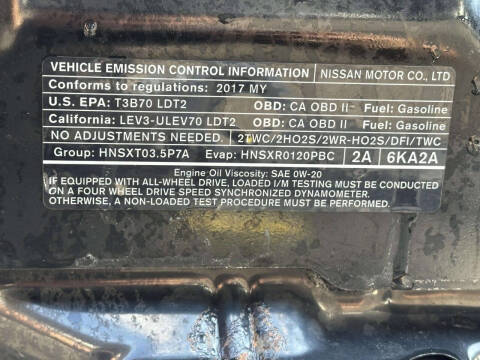 VEHICLE EMISSION CONTROL INFORMATION NISSAN MOTOR CO., LTD
Conforms to regulations: 2017 MY
U.S. EPA: T3B70 LDT2 OBD: CA OBD II Fuel: Gasoline
California: LEV3-ULEV70 LDT2 OBD: CA OBD II Fuel: Gasoline
NO ADJUSTMENTS NEEDED. 2TWC/2HO2S/2WR-HO2S/DFI/TWC
Group: HNSXT03.5P7A Evap: HNSXR0120PBC 2A 6KA2A
Engine Oil Viscosity: SAE 0W-20
IF EQUIPPED WITH ALL-WHEEL DRIVE, LOADED I/M TESTING MUST BE CONDUCTED
ON A FOUR WHEEL DRIVE SPEED SYNCHRONIZED DYNAMOMETER.
OTHERWISE, A NON-LOADED TEST PROCEDURE MUST BE PERFORMED.